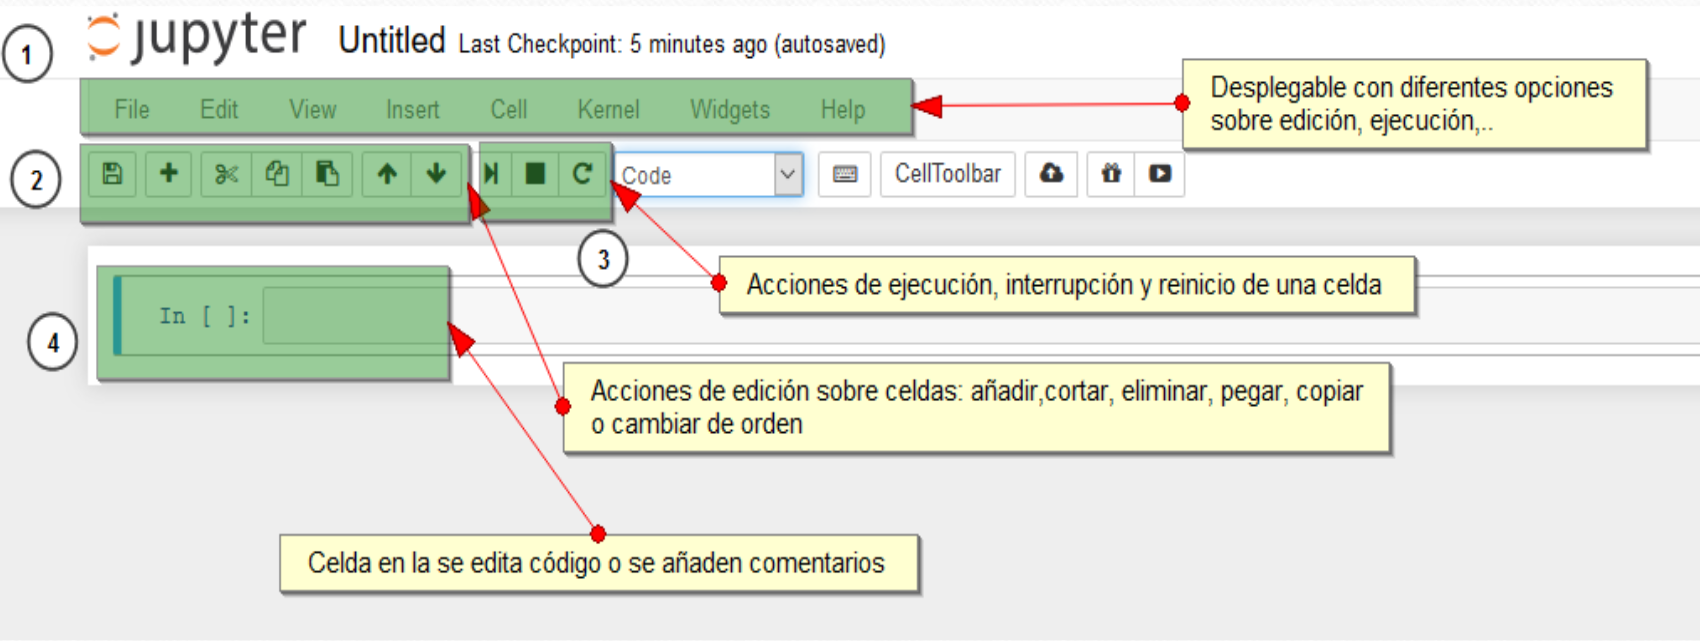 1
jupyter Untitled Last Checkpoint: 5 minutes ago (autosaved)
File Edit View Insert Cell Kernel Widgets Help
Desplegable con diferentes opciones
sobre edición, ejecución,..
2
Code
CellToolbar
3
Acciones de ejecución, interrupción y reinicio de una celda
4
In [ ]:
Acciones de edición sobre celdas: añadir,cortar, eliminar, pegar, copiar
o cambiar de orden
Celda en la se edita código o se añaden comentarios